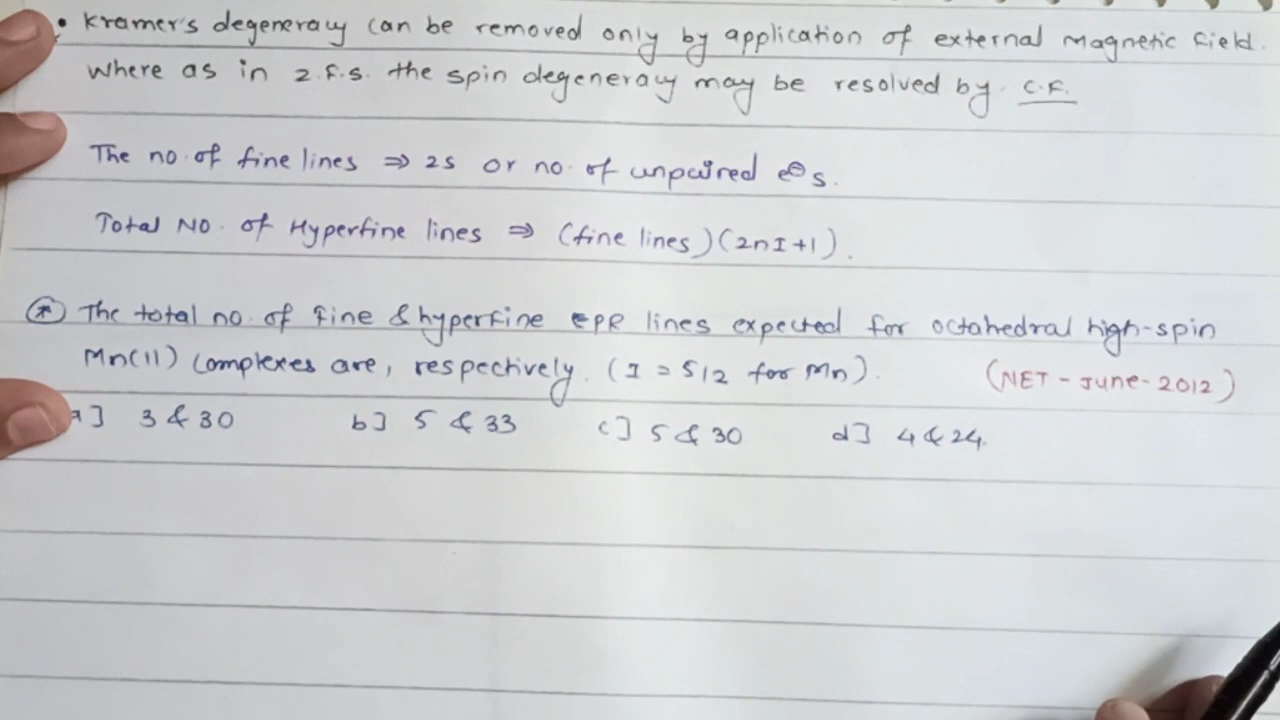 • Kramer's degeneracy can be removed only by application of external Magnetic field.
Where as in Z.F.S. the spin degeneracy may be resolved by C.F.
The no. of fine lines ⇒ 2S or no. of unpaired e⊖s.
Total NO. of Hyperfine lines ⇒ (fine lines)(2nI+1).
(*) The total no. of fine & hyperfine EPR lines expected for octahedral high-spin
Mn(II) Complexes are, respectively. (I = 5/2 for Mn). (NET - June - 2012)
a] 3 & 30 b] 5 & 33 c] 5 & 30 d] 4 & 24.